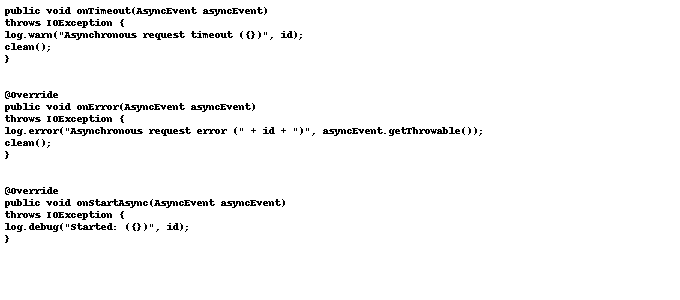 public void onTimeout(AsyncEvent asyncEvent)
throws IOException {
log.warn("Asynchronous request timeout ({})", id);
clean();
}
@Override
public void onError(AsyncEvent asyncEvent)
throws IOException {
log.error("Asynchronous request error (" + id + ")", asyncEvent.getThrowable());
clean();
}
@Override
public void onStartAsync(AsyncEvent asyncEvent)
throws IOException {
log.debug("Started: ({})", id);
}